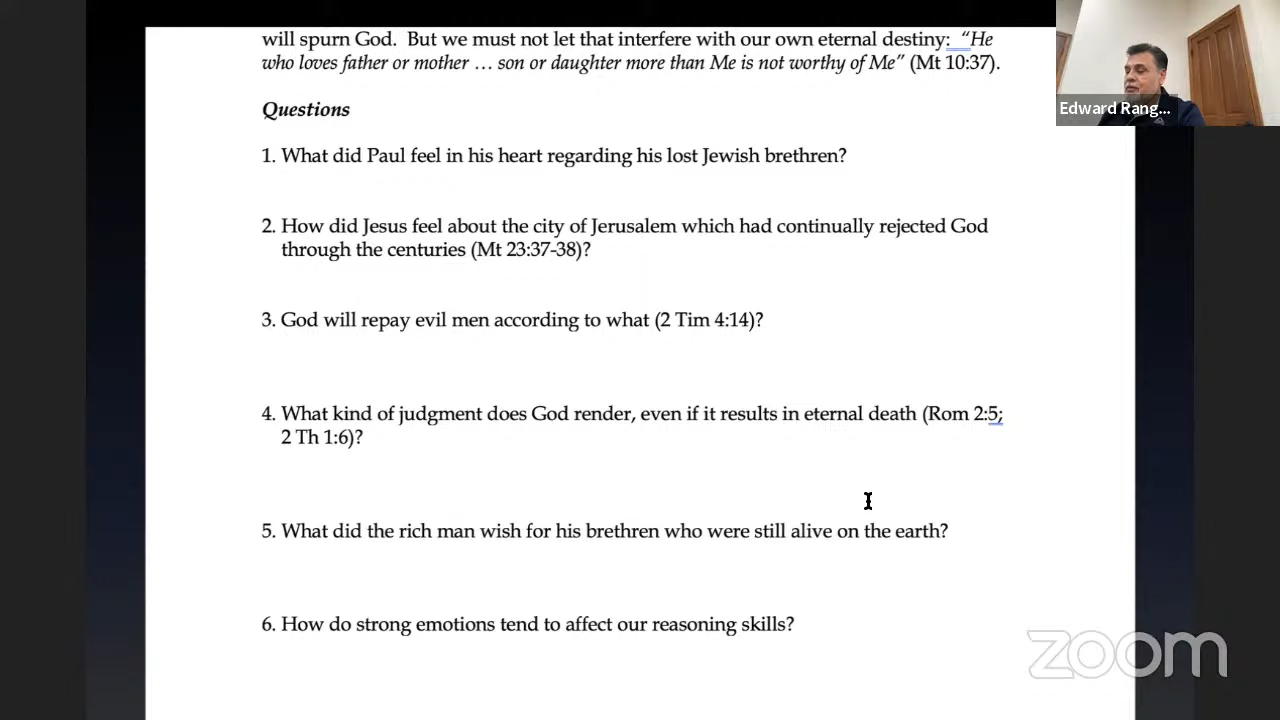 will spurn God.  But we must not let that interfere with our own eternal destiny:  “He
who loves father or mother … son or daughter more than Me is not worthy of Me” (Mt 10:37).
Edward Rang...
Questions
1. What did Paul feel in his heart regarding his lost Jewish brethren?
2. How did Jesus feel about the city of Jerusalem which had continually rejected God
through the centuries (Mt 23:37-38)?
3. God will repay evil men according to what (2 Tim 4:14)?
4. What kind of judgment does God render, even if it results in eternal death (Rom 2:5;
2 Th 1:6)?
5. What did the rich man wish for his brethren who were still alive on the earth?
6. How do strong emotions tend to affect our reasoning skills?
zoom